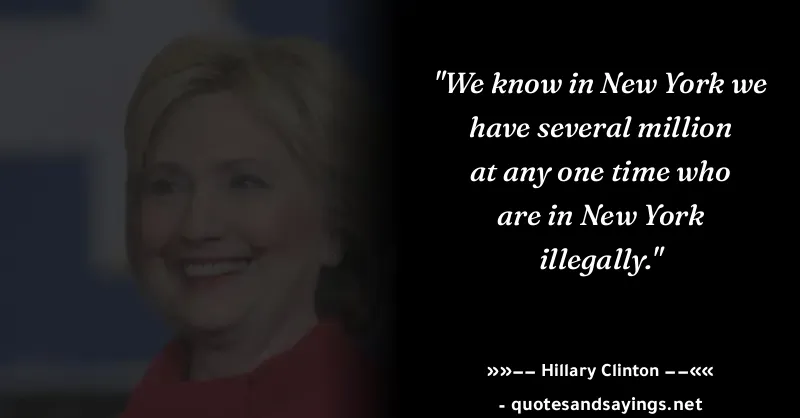 "We know in New York we
have several million
at any one time who
are in New York
illegally."
»»−− Hillary Clinton −−««
- quotesandsayings.net